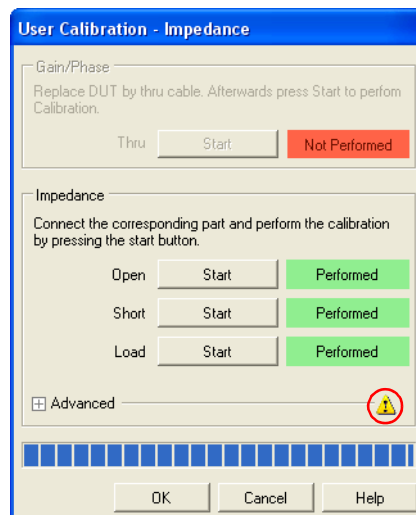 User Calibration - Impedance
Gain/Phase
Replace DUT by thru cable. Afterwards press Start to perfom
Calibration.
Thru Start Not Performed
Impedance
Connect the corresponding part and perform the calibration
by pressing the start button.
Open Start Performed
Short Start Performed
Load Start Performed
Advanced
OK Cancel Help